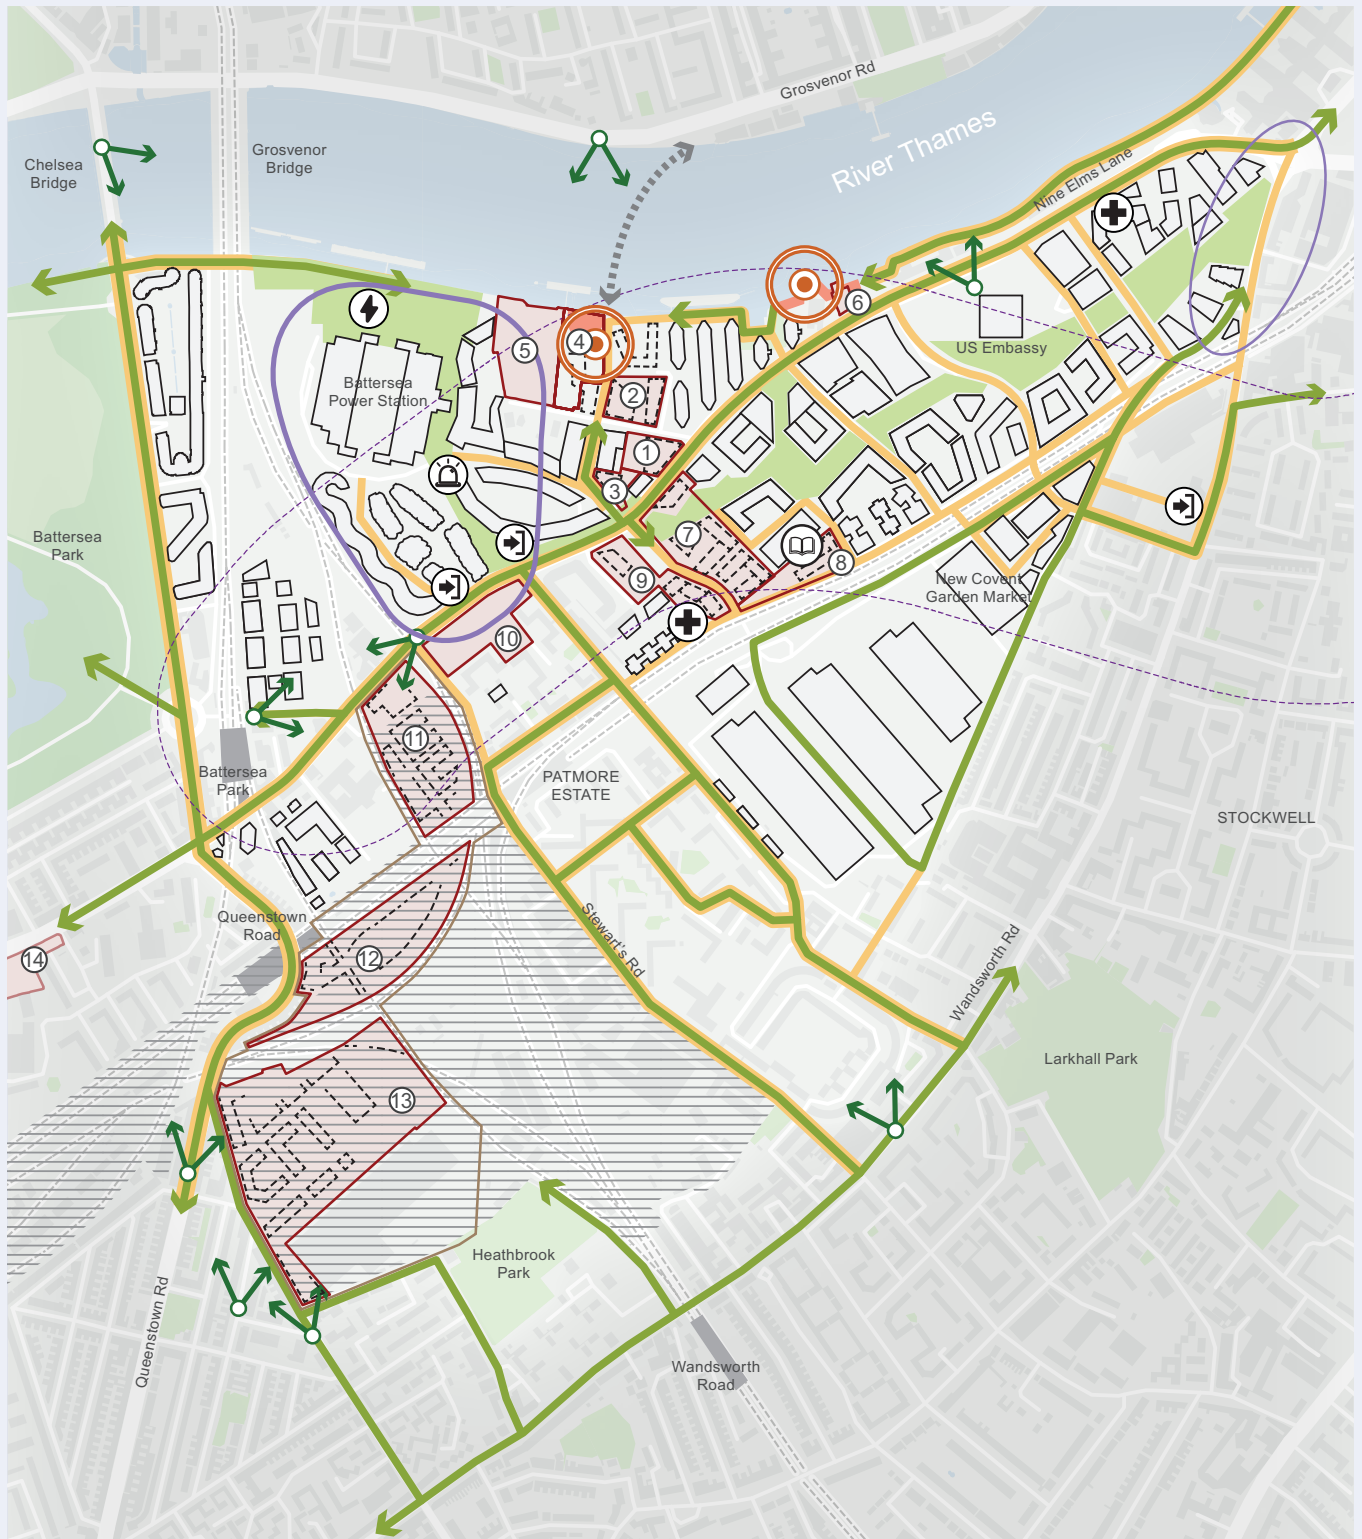 Grosvenor Rd
River Thames
Chelsea
Bridge
Grosvenor
Bridge
Nine Elms Lane
US Embassy
Battersea
Power Station
5
4
6
2
1
3
7
8
9
10
11
12
13
14
Battersea
Park
New Covent
Garden Market
Battersea
Park
PATMORE
ESTATE
STOCKWELL
Queenstown
Road
Stewart's Rd
Wandsworth Rd
Larkhall Park
Heathbrook
Park
Queenstown Rd
Wandsworth
Road